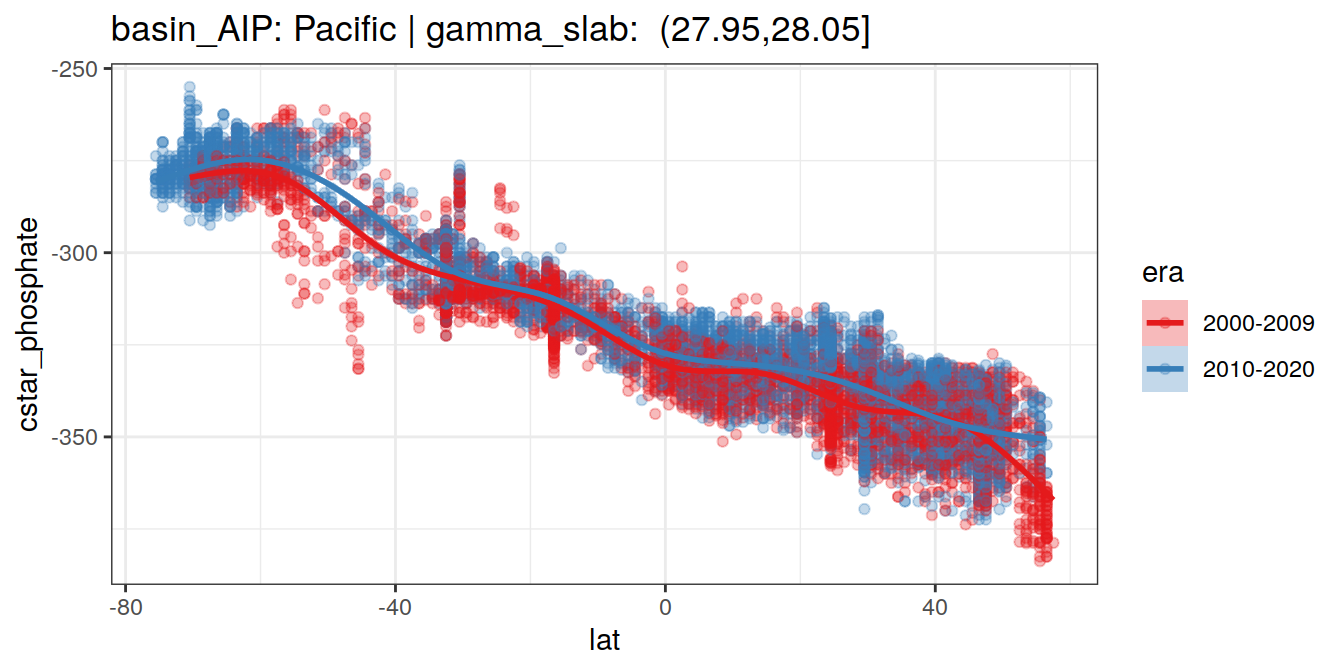 basin_AIP: Pacific | gamma_slab:  (27.95,28.05]
-250
-300
-350
cstar_phosphate
-80
-40
0
40
lat
era
2000-2009
2010-2020